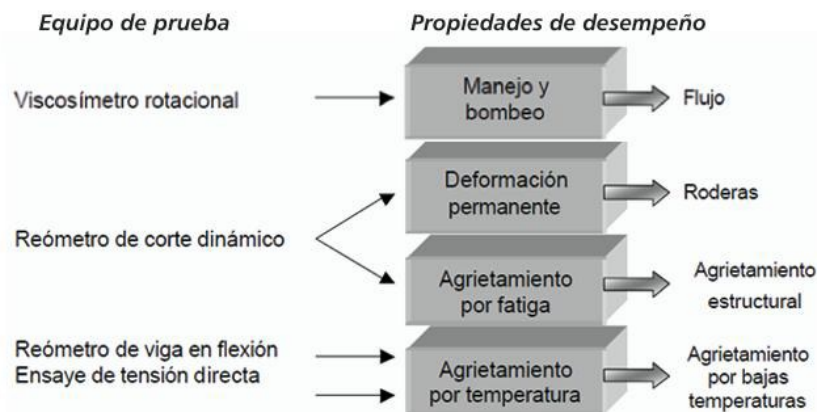 Equipo de prueba
Propiedades de desempeño
Viscosímetro rotacional
Manejo y
bombeo
Flujo
Reómetro de corte dinámico
Deformación
permanente
Roderas
Agrietamiento
por fatiga
Agrietamiento
estructural
Reómetro de viga en flexión
Ensaye de tensión directa
Agrietamiento
por temperatura
Agrietamiento
por bajas
temperaturas